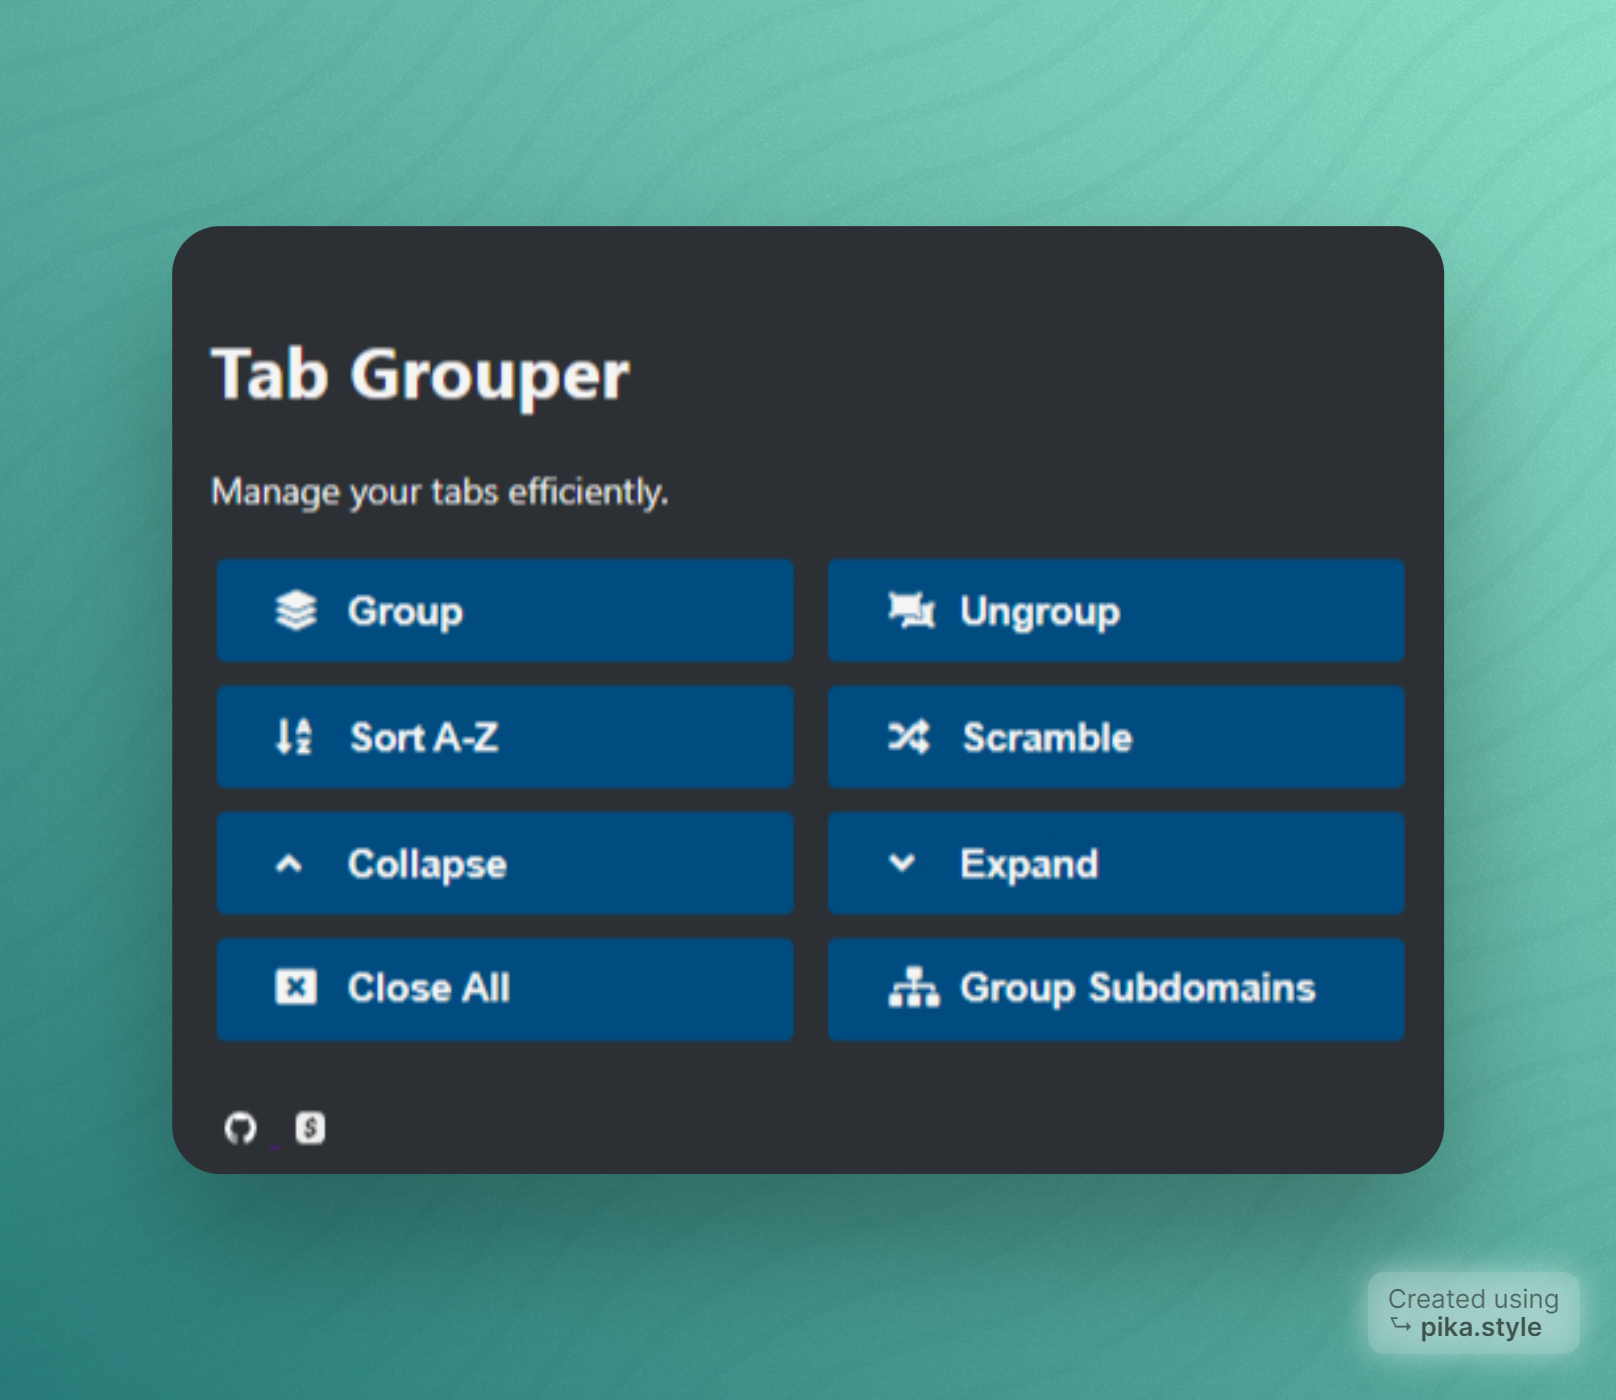 Tab Grouper
Manage your tabs efficiently.
Group
Ungroup
Sort A-Z
Scramble
Collapse
Expand
Close All
Group Subdomains
Created using
pika.style